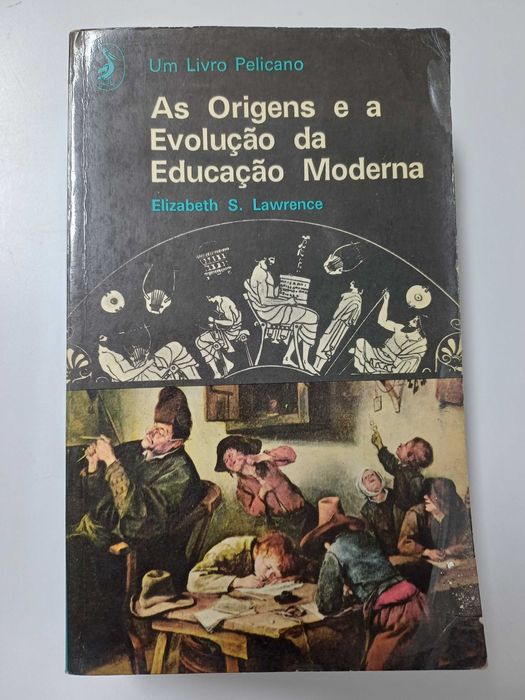 Um Livro Pelicano
As Origens e a
Evolução da
Educação Moderna
Elizabeth S. Lawrence